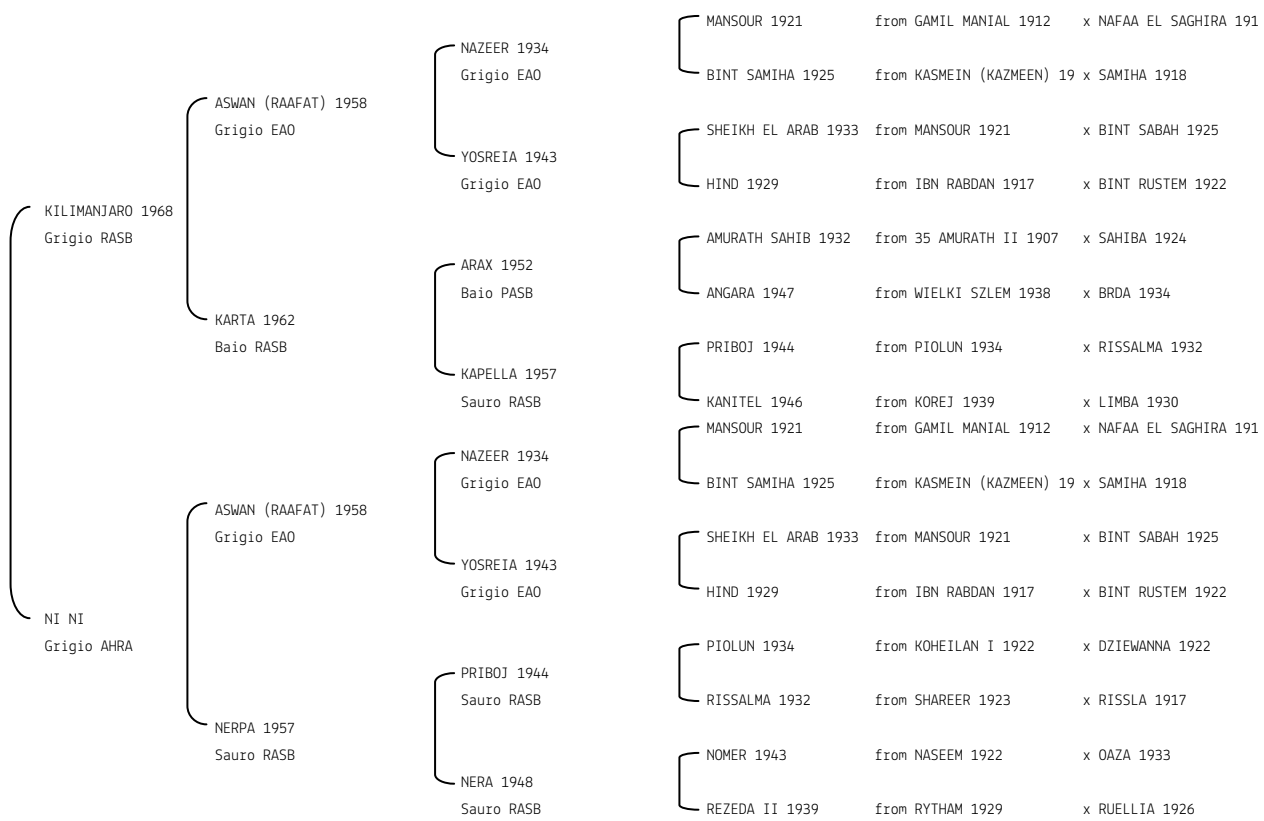 MANSOUR 1921 from GAMIL MANIAL 1912 x NAFAA EL SAGHIRA 191
NAZEER 1934
Grigio EAO
BINT SAMIHA 1925 from KASMEIN (KAZMEEN) 19 x SAMIHA 1918
ASWAN (RAAFAT) 1958
Grigio EAO
SHEIKH EL ARAB 1933 from MANSOUR 1921 x BINT SABAH 1925
YOSREIA 1943
Grigio EAO
HIND 1929 from IBN RABDAN 1917 x BINT RUSTEM 1922
KILIMANJARO 1968
Grigio RASB
AMURATH SAHIB 1932 from 35 AMURATH II 1907 x SAHIBA 1924
ARAX 1952
Baio PASB
ANGARA 1947 from WIELKI SZLEM 1938 x BRDA 1934
KARTA 1962
Baio RASB
PRIBOJ 1944 from PIOLUN 1934 x RISSALMA 1932
KAPELLA 1957
Sauro RASB
KANITEL 1946 from KOREJ 1939 x LIMBA 1930
MANSOUR 1921 from GAMIL MANIAL 1912 x NAFAA EL SAGHIRA 191
NAZEER 1934
Grigio EAO
BINT SAMIHA 1925 from KASMEIN (KAZMEEN) 19 x SAMIHA 1918
ASWAN (RAAFAT) 1958
Grigio EAO
SHEIKH EL ARAB 1933 from MANSOUR 1921 x BINT SABAH 1925
YOSREIA 1943
Grigio EAO
HIND 1929 from IBN RABDAN 1917 x BINT RUSTEM 1922
NI NI
Grigio AHRA
PIOLUN 1934 from KOHEILAN I 1922 x DZIEWANNA 1922
PRIBOJ 1944
Sauro RASB
RISSALMA 1932 from SHAREER 1923 x RISSLA 1917
NERPA 1957
Sauro RASB
NOMER 1943 from NASEEM 1922 x OAZA 1933
NERA 1948
Sauro RASB
REZEDA II 1939 from RYTHAM 1929 x RUELLIA 1926